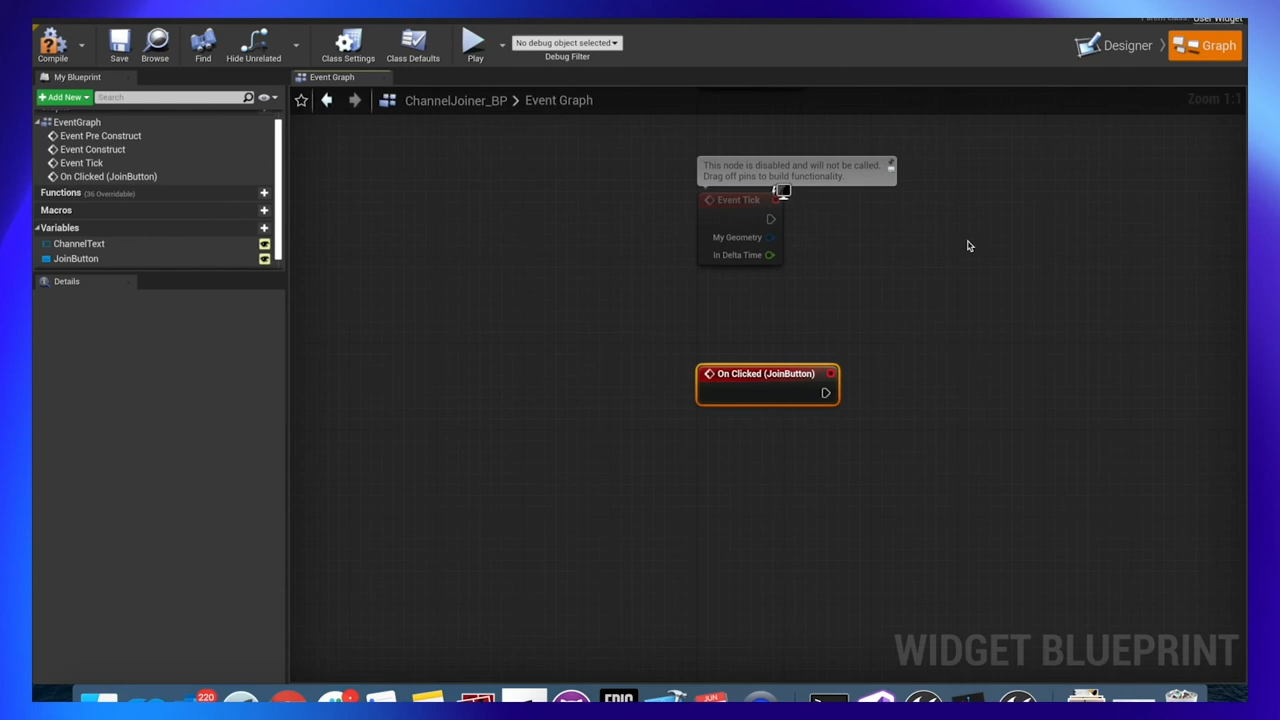 User Widget
Compile
Save
Browse
Find
Hide Unrelated
Class Settings
Class Defaults
Play
No debug object selected
Debug Filter
Designer
Graph
My Blueprint
Event Graph
Add New
Search
ChannelJoiner_BP > Event Graph
Zoom 1:1
EventGraph
Event Pre Construct
Event Construct
Event Tick
On Clicked (JoinButton)
Functions (36 Overridable)
Macros
Variables
ChannelText
JoinButton
Details
This node is disabled and will not be called.
Drag off pins to build functionality.
Event Tick
My Geometry
In Delta Time
On Clicked (JoinButton)
WIDGET BLUEPRINT
220
EPIC
JUN